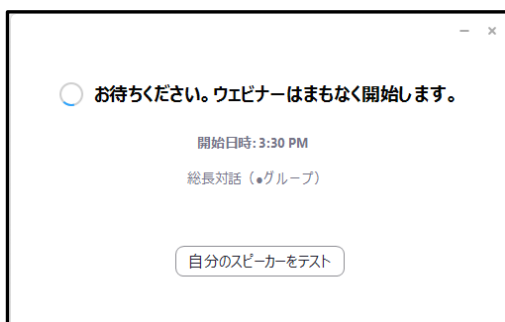 お待ちください。ウェビナーはまもなく開始します。
開始日時: 3:30 PM
総長対話（●グループ）
自分のスピーカーをテスト